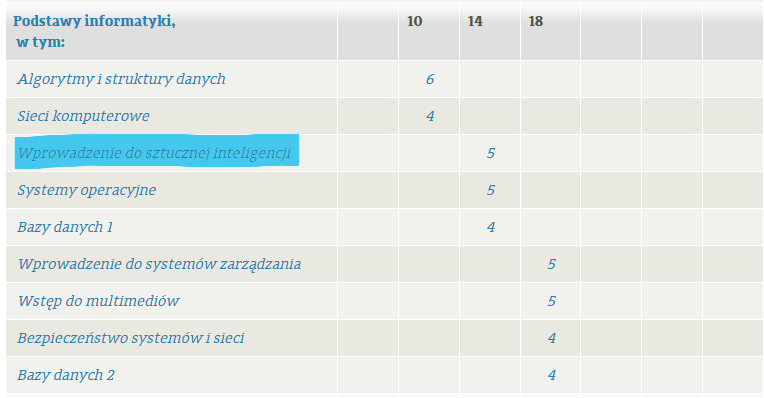 Podstawy informatyki, 10 14 18
w tym:
Algorytmy i struktury danych 6
Sieci komputerowe 4
Wprowadzenie do sztucznej inteligencji 5
Systemy operacyjne 5
Bazy danych 1 4
Wprowadzenie do systemów zarządzania 5
Wstęp do multimediów 5
Bezpieczeństwo systemów i sieci 4
Bazy danych 2 4